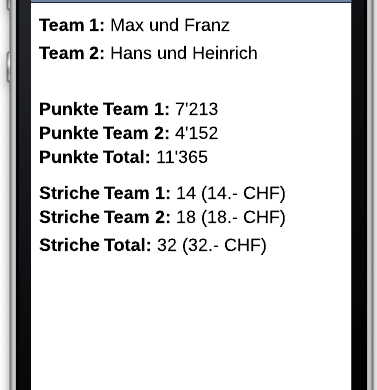 Team 1: Max und Franz
Team 2: Hans und Heinrich
Punkte Team 1: 7'213
Punkte Team 2: 4'152
Punkte Total: 11'365
Striche Team 1: 14 (14.- CHF)
Striche Team 2: 18 (18.- CHF)
Striche Total: 32 (32.- CHF)